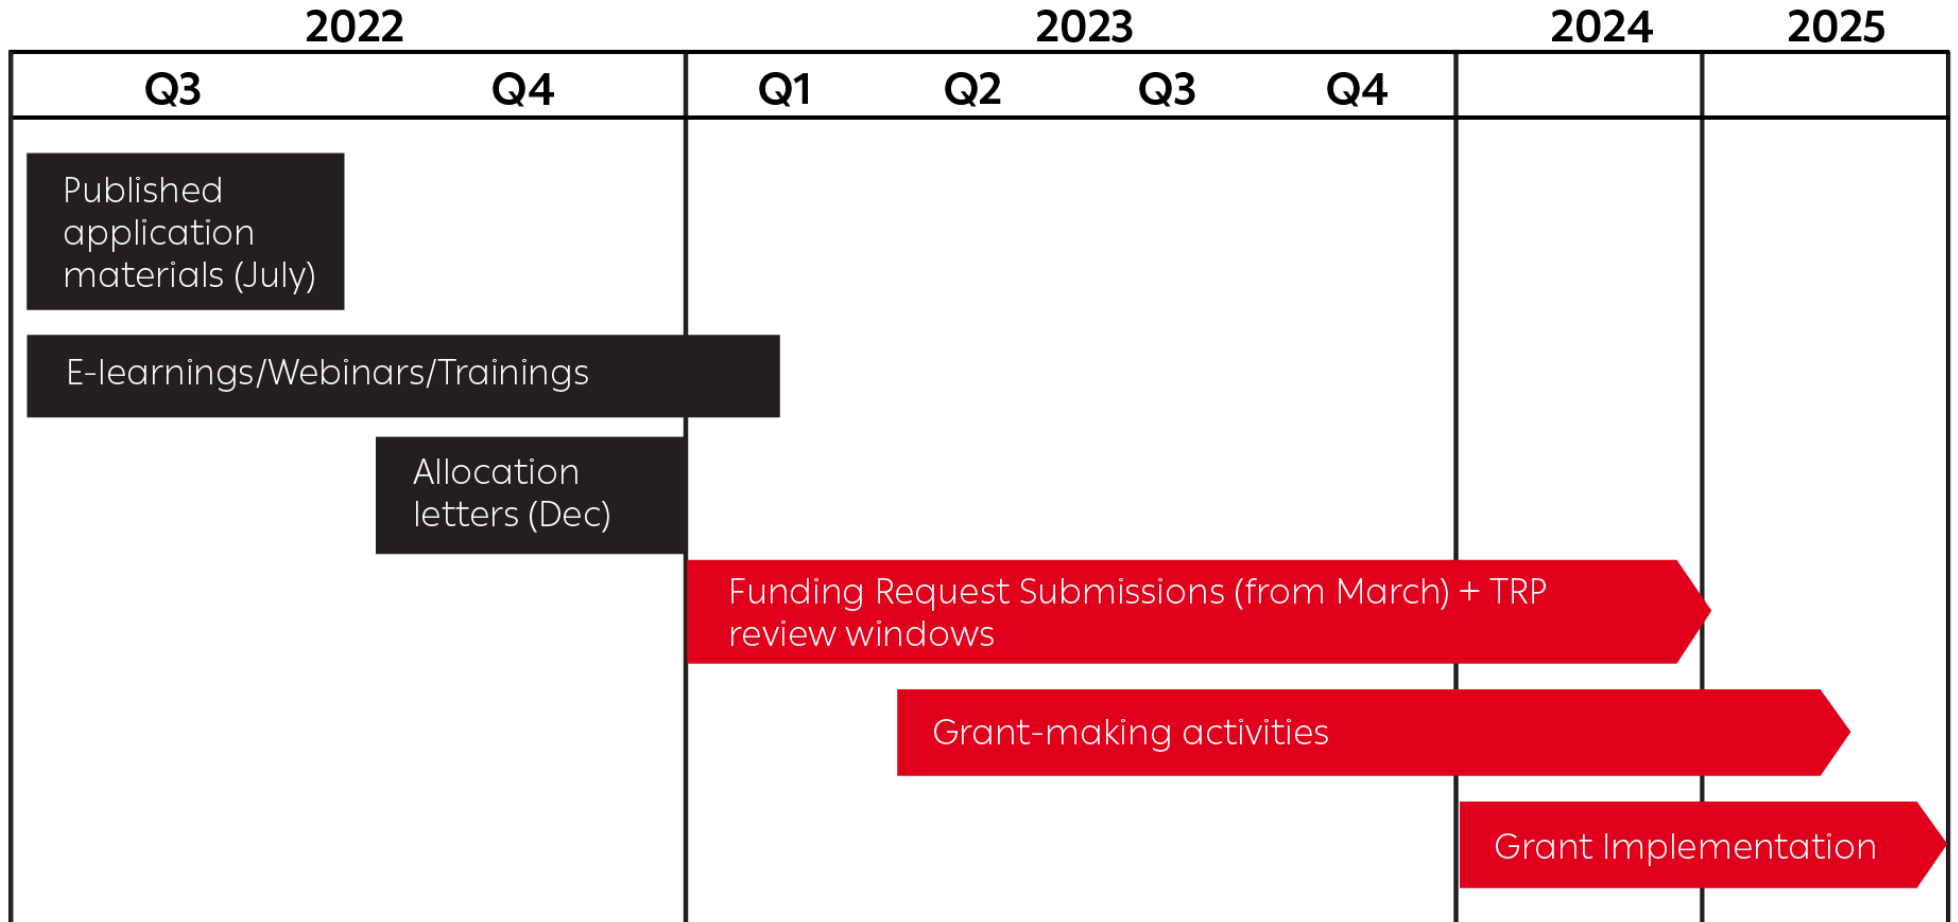 2022 2023 2024 2025
Q3 Q4 Q1 Q2 Q3 Q4
Published
application
materials (July)
E-learnings/Webinars/Trainings
Allocation
letters (Dec)
Funding Request Submissions (from March) + TRP
review windows
Grant-making activities
Grant Implementation